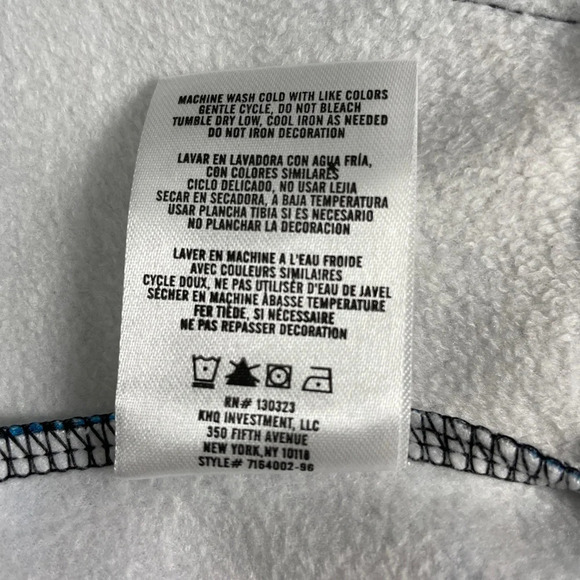 MACHINE WASH COLD WITH LIKE COLORS
GENTLE CYCLE, DO NOT BLEACH
TUMBLE DRY LOW, COOL IRON AS NEEDED
DO NOT IRON DECORATION
LAVAR EN LAVADORA CON AGUA FRÍA,
CON COLORES SIMILARES
CICLO DELICADO, NO USAR LEJIA
SECAR EN SECADORA, A BAJA TEMPERATURA
USAR PLANCHA TIBIA SI ES NECESARIO
NO PLANCHAR LA DECORACION
LAVER EN MACHINE A L'EAU FROIDE
AVEC COULEURS SIMILAIRES
CYCLE DOUX, NE PAS UTILISER D'EAU DE JAVEL
SÉCHER EN MACHINE ÀBASSE TEMPERATURE
FER TIÈDE, SI NÉCESSAIRE
NE PAS REPASSER DECORATION
RN# 130323
KHQ INVESTMENT, LLC
350 FIFTH AVENUE
NEW YORK,NY 10118
STYLE# 7164002-96